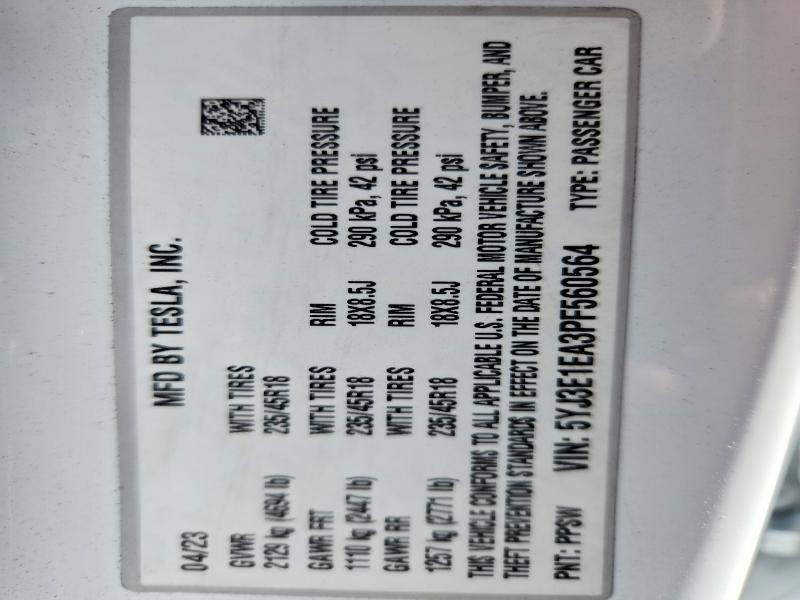 MFD BY TESLA, INC.
04/23
GVWR WITH TIRES
2129 kg (4694 lb) 235/45R18
GAWR FRT WITH TIRES RIM COLD TIRE PRESSURE
1110 kg (2447 lb) 235/45R18 18X8.5J 290 kPa, 42 psi
GAWR RR WITH TIRES RIM COLD TIRE PRESSURE
1257 kg (2771 lb) 235/45R18 18X8.5J 290 kPa, 42 psi
THIS VEHICLE CONFORMS TO ALL APPLICABLE U.S. FEDERAL MOTOR VEHICLE SAFETY, BUMPER, AND
THEFT PREVENTION STANDARDS IN EFFECT ON THE DATE OF MANUFACTURE SHOWN ABOVE.
PNT: PPSW VIN: 5YJ3E1EA3PF560564 TYPE: PASSENGER CAR